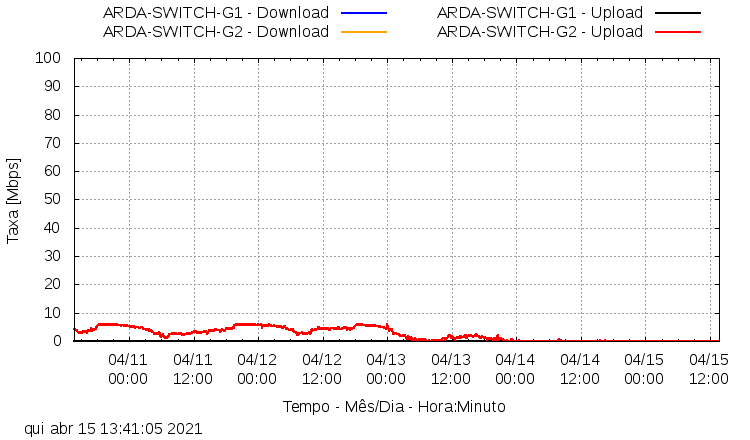 ARDA-SWITCH-G1 - Download
ARDA-SWITCH-G1 - Upload
ARDA-SWITCH-G2 - Download
ARDA-SWITCH-G2 - Upload
Taxa [Mbps]
100
90
80
70
60
50
40
30
20
10
0
04/11 04/11 04/12 04/12 04/13 04/13 04/14 04/14 04/15 04/15
00:00 12:00 00:00 12:00 00:00 12:00 00:00 12:00 00:00 12:00
Tempo - Mês/Dia - Hora:Minuto
qui abr 15 13:41:05 2021